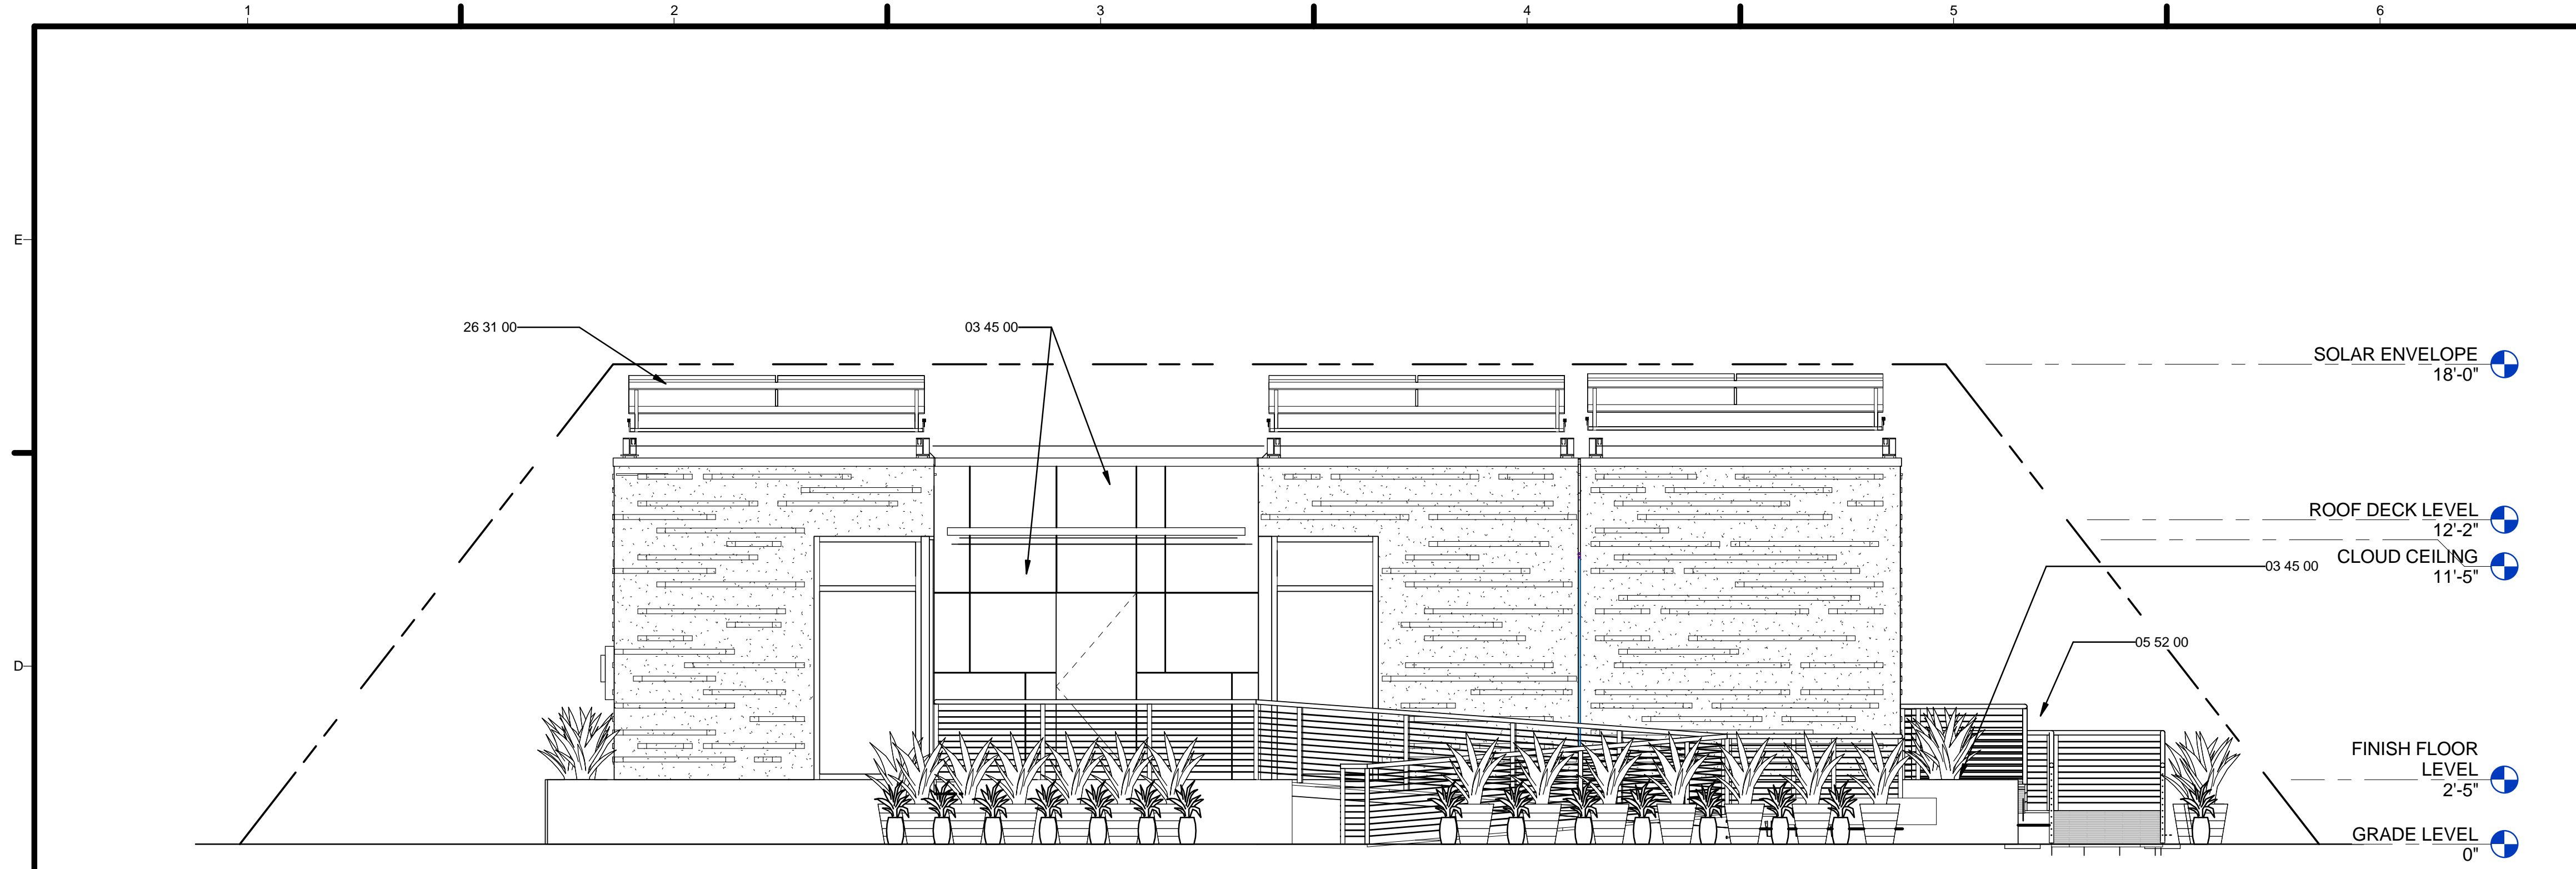 1 2 3 4 5 6
E
26 31 00
03 45 00
SOLAR ENVELOPE
18'-0"
ROOF DECK LEVEL
12'-2"
CLOUD CEILING
11'-5"
03 45 00
05 52 00
D
FINISH FLOOR
LEVEL
2'-5"
GRADE LEVEL
0"